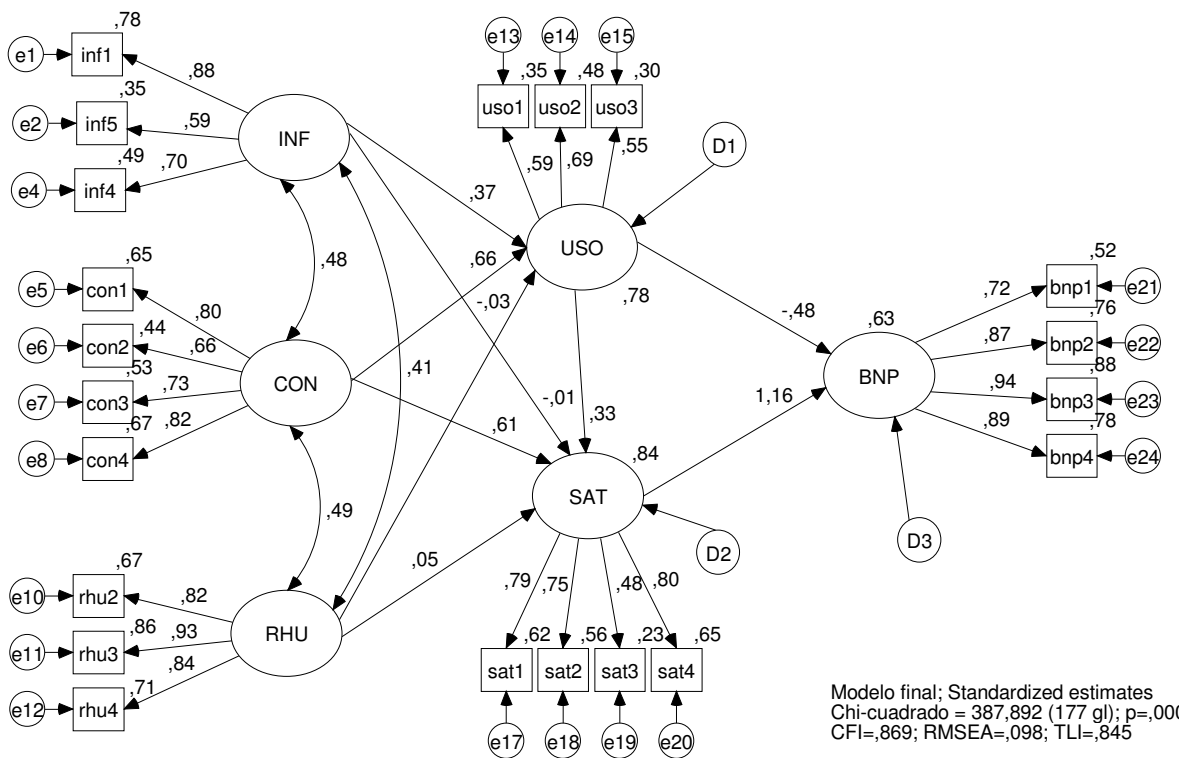 ,78
e1
inf1
,88
,35
e2
inf5
,59
INF
,49
e4
inf4
,70
,48
,65
e5
con1
,80
,44
e6
con2
,66
,53
e7
con3
,73
CON
,67
e8
con4
,82
,49
,41
,67
e10
rhu2
,82
,86
e11
rhu3
,93
RHU
,71
e12
rhu4
,84
e13
e14
e15
,35
,48
,30
uso1
uso2
uso3
,59
,69
,55
D1
,37
USO
,66
,78
-,03
-,01
,33
,61
,05
-,48
1,16
,84
SAT
D2
,79
,75
,48
,80
,62
,56
,23
,65
sat1
sat2
sat3
sat4
e17
e18
e19
e20
,63
BNP
D3
,52
,72
bnp1
e21
,76
,87
bnp2
e22
,88
,94
bnp3
e23
,78
,89
bnp4
e24
Modelo final; Standardized estimates
Chi-cuadrado = 387,892 (177 gl); p=,000
CFI=,869; RMSEA=,098; TLI=,845